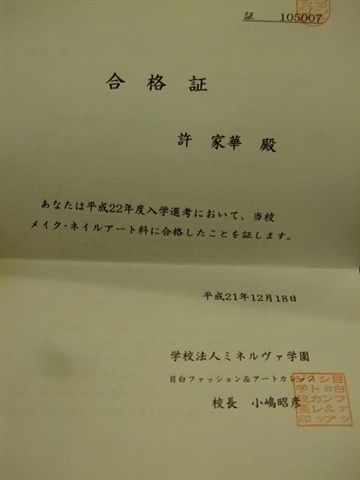 証 105007
合格証
許 家華 殿
あなたは平成22年度入学選考において、当校
メイク・ネイルアート科に合格したことを証します。
平成21年12月18日
学校法人ミネルヴァ学園
目白ファッション&アートカレッジ
校長 小嶋昭彦